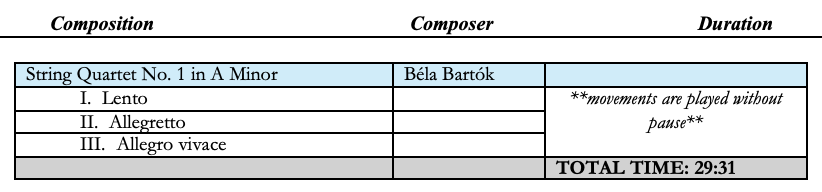 Composition Composer Duration
String Quartet No. 1 in A Minor Béla Bartók
I. Lento **movements are played without
II. Allegretto pause**
III. Allegro vivace
TOTAL TIME: 29:31